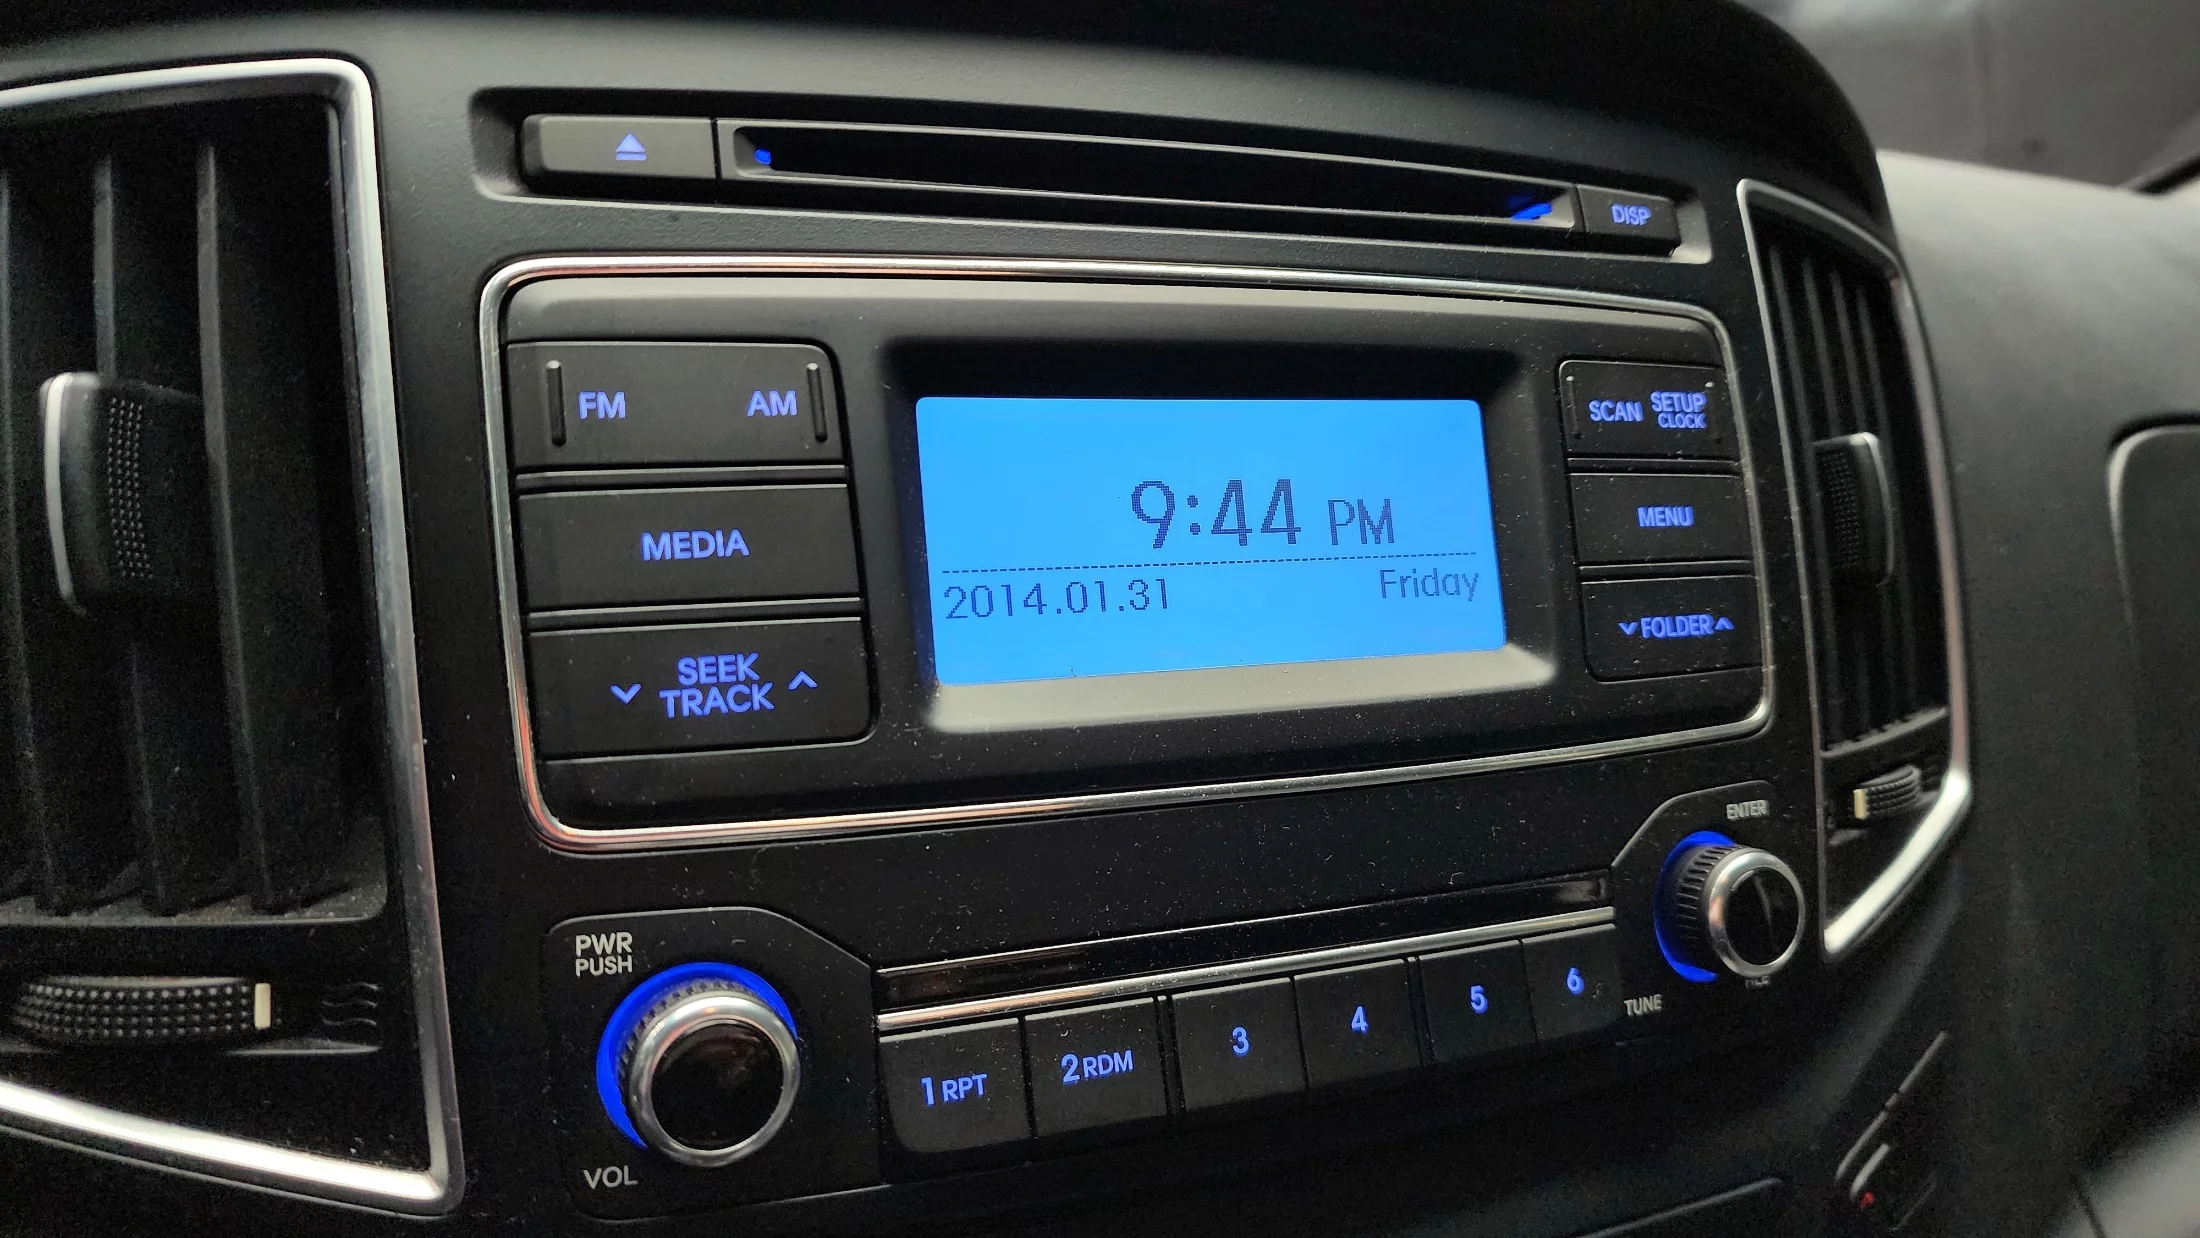 DISP
FM AM
SCAN SETUP
CLOCK
9:44 PM
MEDIA
MENU
2014.01.31 Friday
FOLDER
SEEK
TRACK
ENTER
PWR
PUSH
1 RPT 2 RDM 3 4 5 6
TUNE
VOL